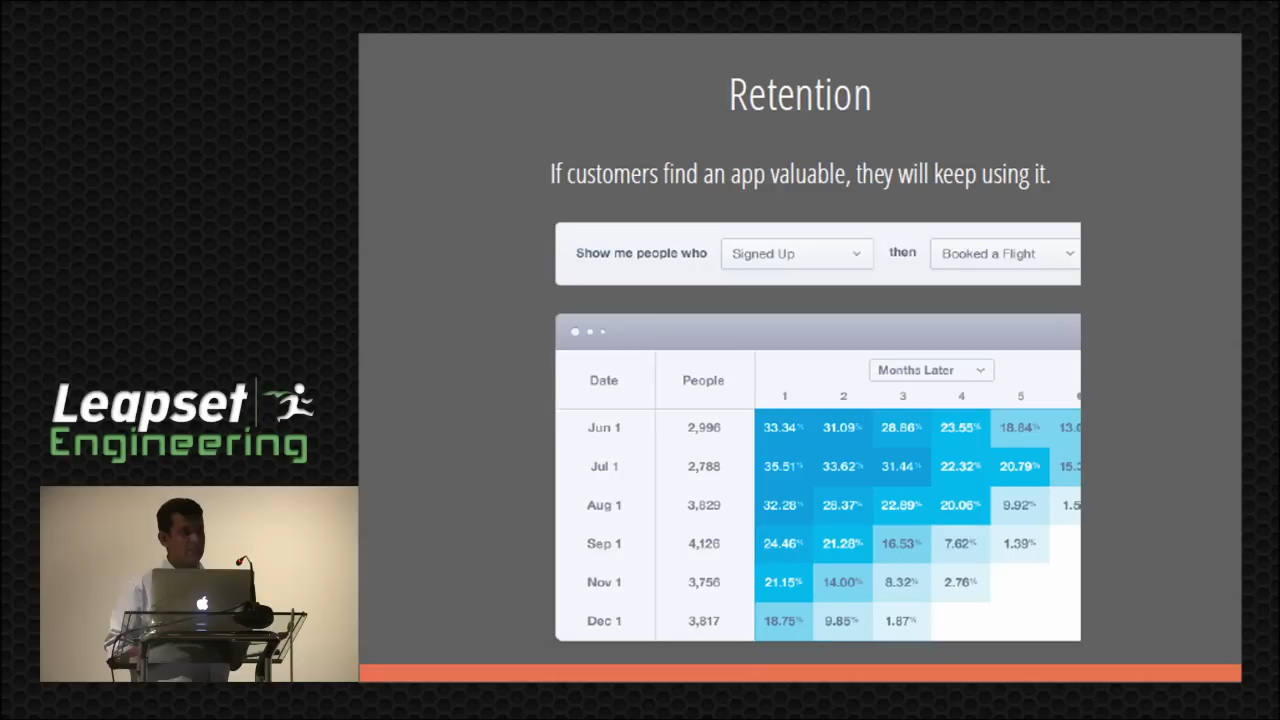 Retention
If customers find an app valuable, they will keep using it.
Show me people who Signed Up then Booked a Flight
Date People Months Later
1 2 3 4 5
Jun 1 2,996 33.34% 31.09% 28.86% 23.55% 18.84%
Jul 1 2,788 35.51% 33.62% 31.44% 22.32% 20.79%
Aug 1 3,829 32.28% 28.37% 22.89% 20.06% 9.92%
Sep 1 4,126 24.46% 21.28% 16.53% 7.62% 1.39%
Nov 1 3,756 21.15% 14.00% 8.32% 2.76%
Dec 1 3,817 18.75% 9.85% 1.87%
Leapset
Engineering